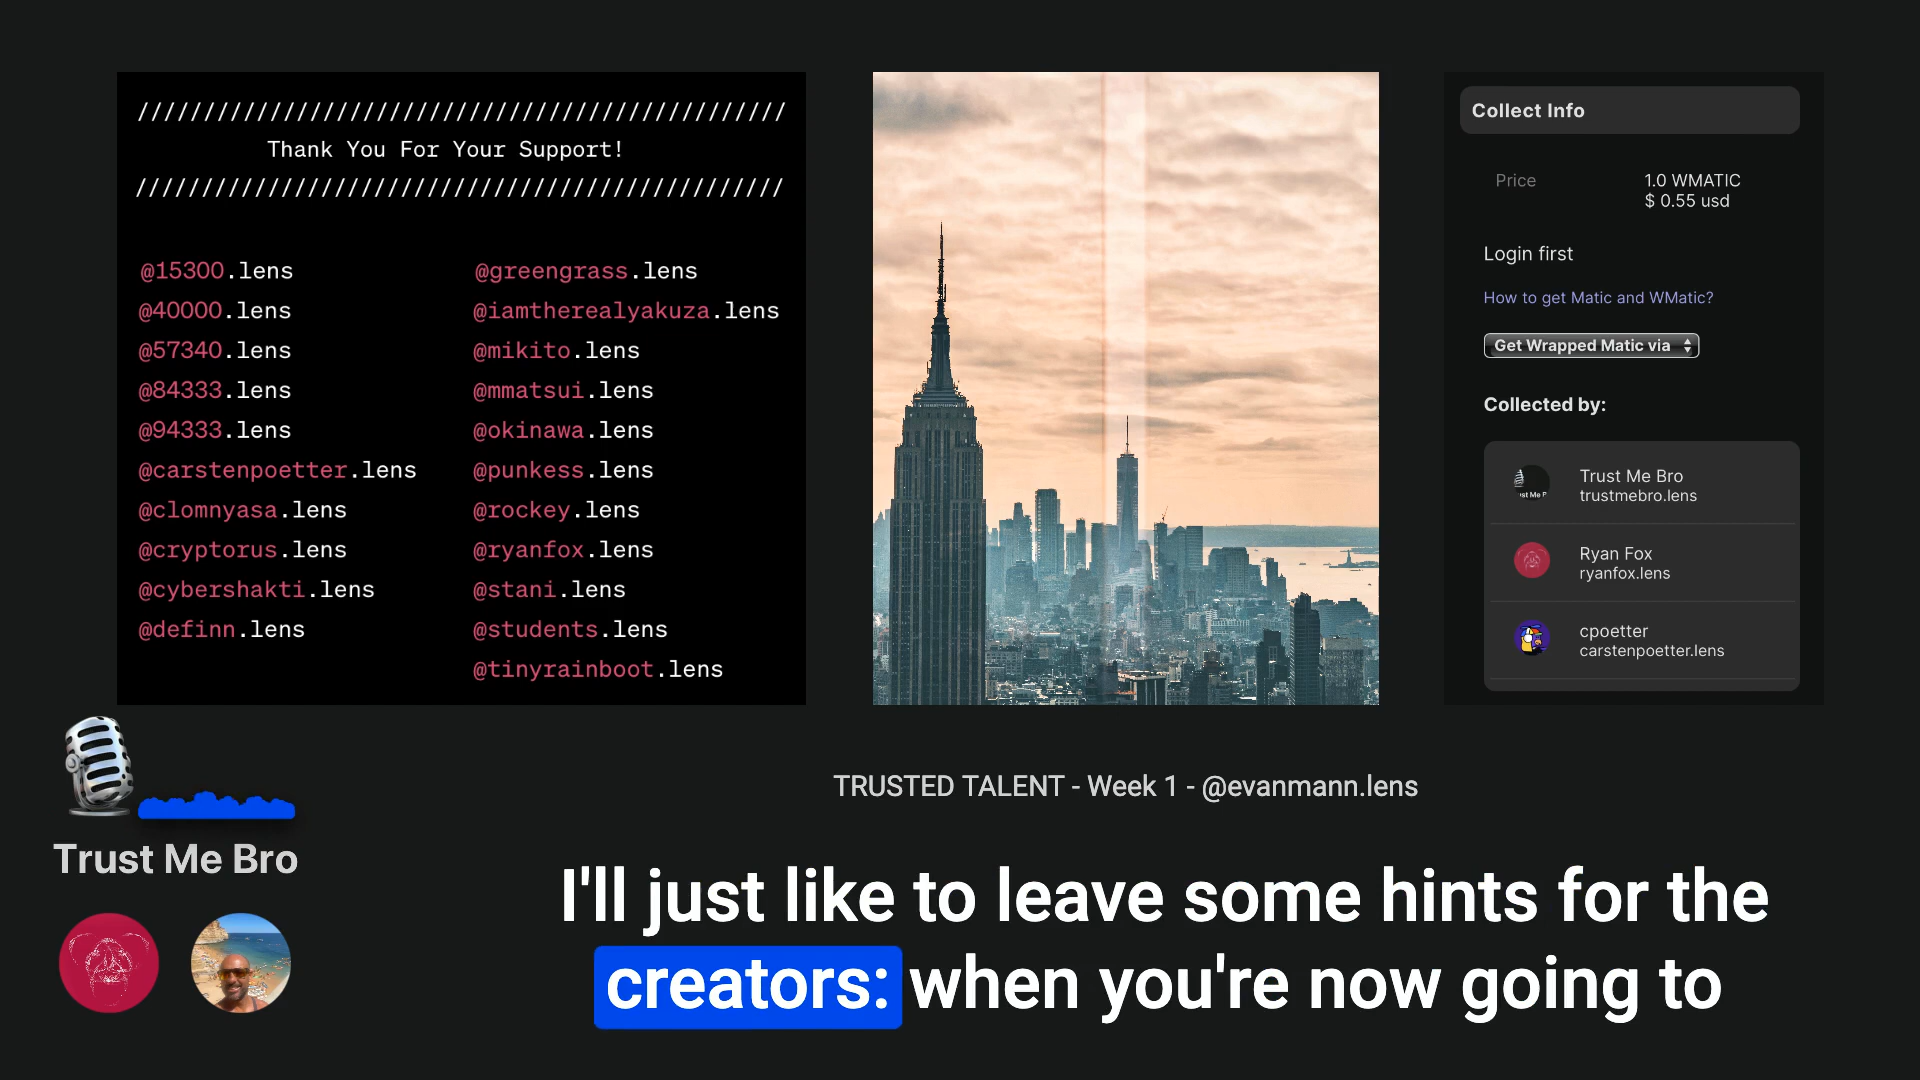 /////////////////////////////////////////////////
Thank You For Your Support!
/////////////////////////////////////////////////
@15300.lens
@40000.lens
@57340.lens
@84333.lens
@94333.lens
@carstenpoetter.lens
@clomnyasa.lens
@cryptorus.lens
@cybershakti.lens
@definn.lens
@greengrass.lens
@iamtherealyakuza.lens
@mikito.lens
@mmatsui.lens
@okinawa.lens
@punkess.lens
@rockey.lens
@ryanfox.lens
@stani.lens
@students.lens
@tinyrainboot.lens
Collect Info
Price 1.0 WMATIC
$ 0.55 usd
Login first
How to get Matic and WMatic?
Get Wrapped Matic via
Collected by:
Trust Me Bro
trustmebro.lens
Ryan Fox
ryanfox.lens
cpoetter
carstenpoetter.lens
Trust Me Bro
TRUSTED TALENT - Week 1 - @evanmann.lens
I'll just like to leave some hints for the
creators: when you're now going to